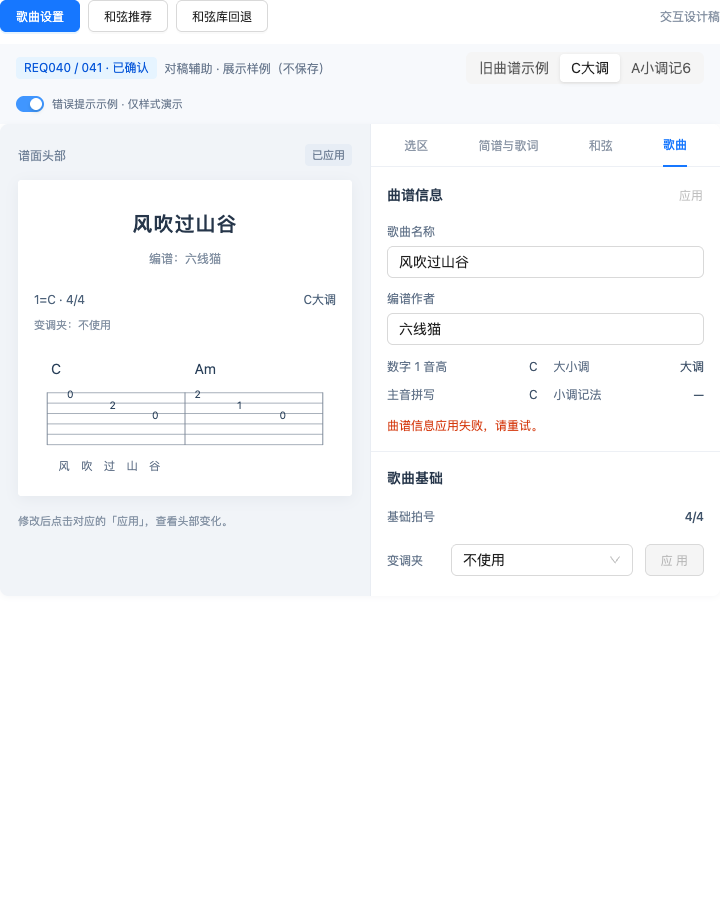 歌曲设置 和弦推荐 和弦库回退 交互设计稿
REQ040 / 041 · 已确认 对稿辅助 · 展示样例（不保存） 旧曲谱示例 C大调 A小调记6
错误提示示例 · 仅样式演示
谱面头部 已应用
风吹过山谷
编谱：六线猫
1=C · 4/4 C大调
变调夹：不使用
C Am
0 2 0 2 1 0
风 吹 过 山 谷
修改后点击对应的「应用」，查看头部变化。
选区 简谱与歌词 和弦 歌曲
曲谱信息 应用
歌曲名称
风吹过山谷
编谱作者
六线猫
数字 1 音高 C 大小调 大调
主音拼写 C 小调记法 —
曲谱信息应用失败，请重试。
歌曲基础
基础拍号 4/4
变调夹 不使用 应 用